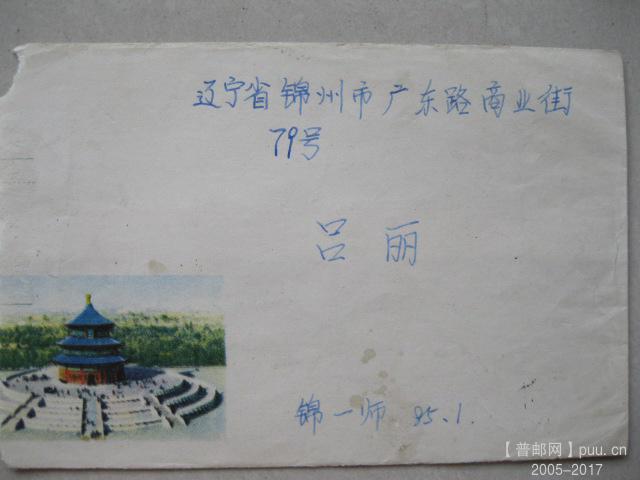 辽宁省锦州市广东路商业街
79号
吕丽
锦一师 95.1.
【普邮网】puu.cn
2005-2017